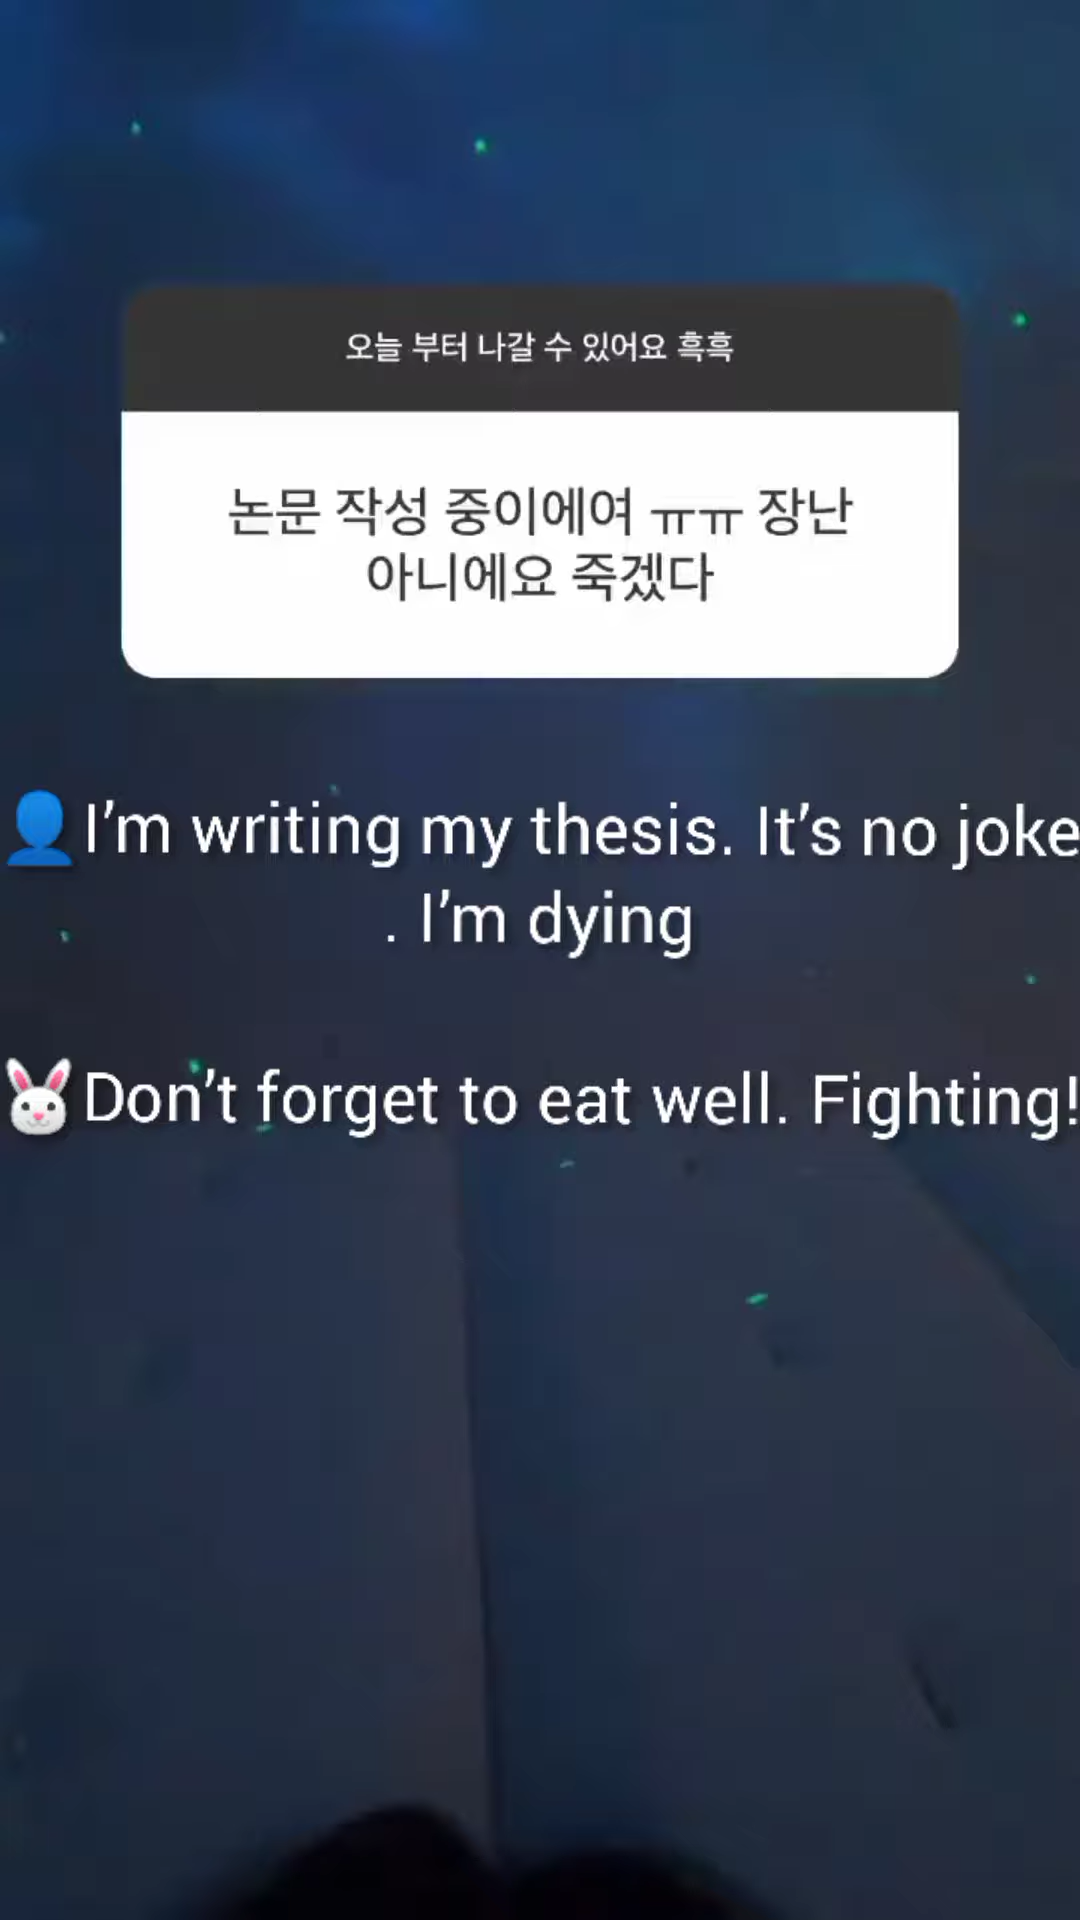 오늘 부터 나갈 수 있어요 흑흑
논문 작성 중이에여 ㅠㅠ 장난
아니에요 죽겠다
👤I’m writing my thesis. It’s no joke
. I’m dying
🐰Don’t forget to eat well. Fighting!